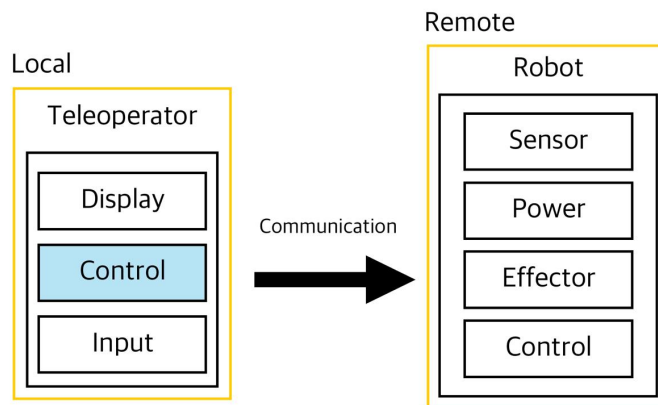 Local
Teleoperator
Display
Control
Input
Communication
Remote
Robot
Sensor
Power
Effector
Control